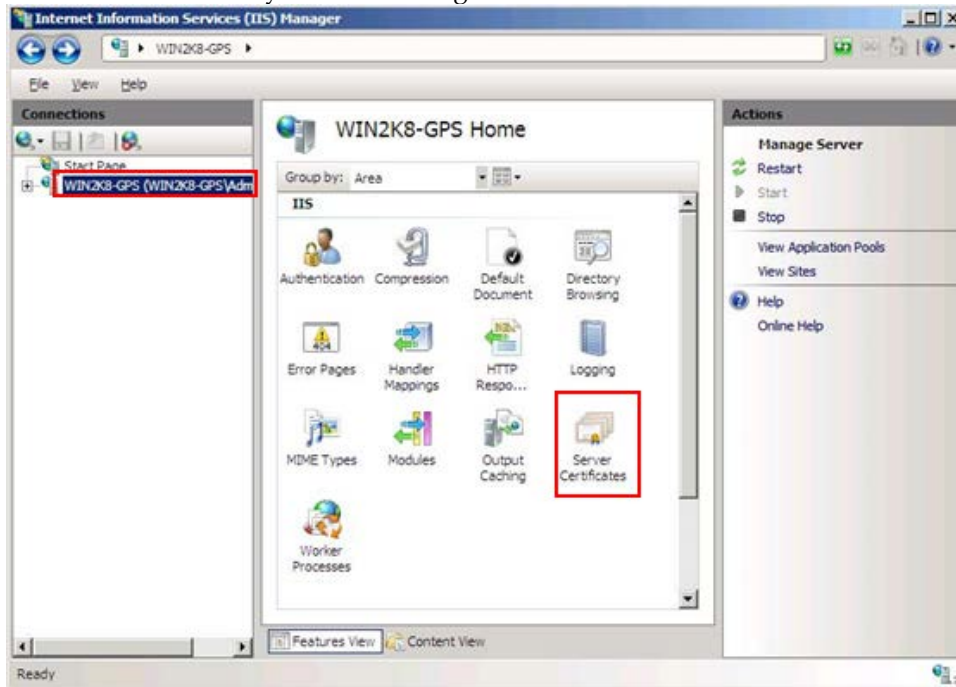 Internet Information Services (IIS) Manager
WIN2K8-GPS
File View Help
Connections
Start Page
WIN2K8-GPS (WIN2K8-GPS\Adm
WIN2K8-GPS Home
Group by: Area
IIS
Authentication
Compression
Default
Document
Directory
Browsing
Error Pages
Handler
Mappings
HTTP
Respo...
Logging
MIME Types
Modules
Output
Caching
Server
Certificates
Worker
Processes
Features View
Content View
Ready
Actions
Manage Server
Restart
Start
Stop
View Application Pools
View Sites
Help
Online Help